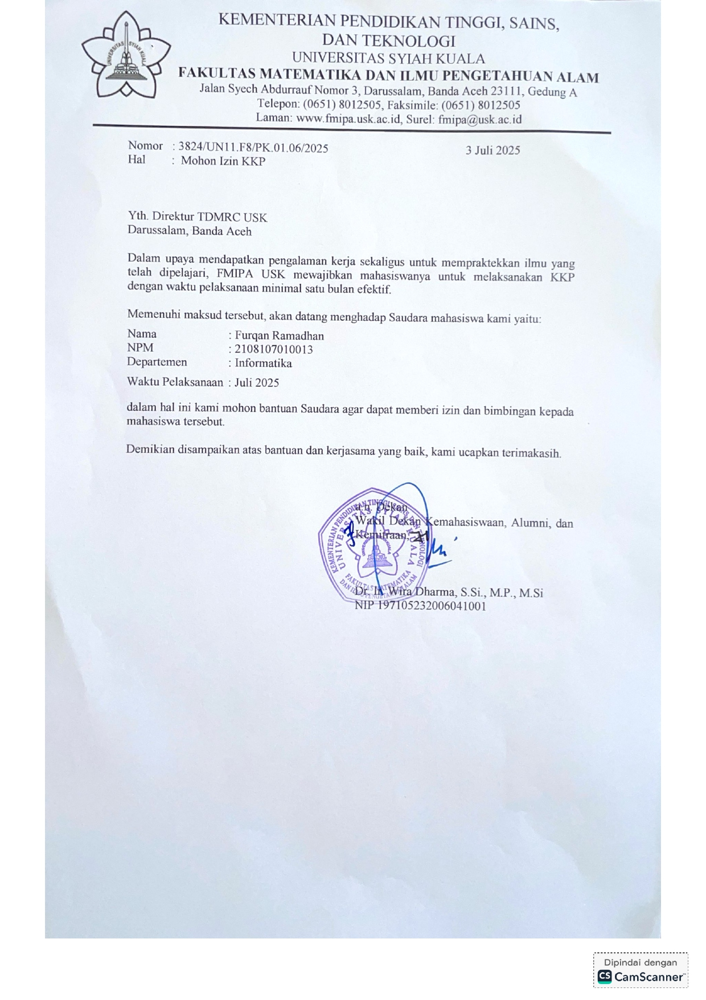 KEMENTERIAN PENDIDIKAN TINGGI, SAINS,
DAN TEKNOLOGI
UNIVERSITAS SYIAH KUALA
FAKULTAS MATEMATIKA DAN ILMU PENGETAHUAN ALAM
Jalan Syech Abdurrauf Nomor 3, Darussalam, Banda Aceh 23111, Gedung A
Telepon: (0651) 8012505, Faksimile: (0651) 8012505
Laman: www.fmipa.usk.ac.id, Surel: fmipa@usk.ac.id
UNIVERSITAS SYIAH KUALA
Nomor : 3824/UN11.F8/PK.01.06/2025 3 Juli 2025
Hal : Mohon Izin KKP
Yth. Direktur TDMRC USK
Darussalam, Banda Aceh
Dalam upaya mendapatkan pengalaman kerja sekaligus untuk mempraktekkan ilmu yang
telah dipelajari, FMIPA USK mewajibkan mahasiswanya untuk melaksanakan KKP
dengan waktu pelaksanaan minimal satu bulan efektif.
Memenuhi maksud tersebut, akan datang menghadap Saudara mahasiswa kami yaitu:
Nama : Furqan Ramadhan
NPM : 2108107010013
Departemen : Informatika
Waktu Pelaksanaan : Juli 2025
dalam hal ini kami mohon bantuan Saudara agar dapat memberi izin dan bimbingan kepada
mahasiswa tersebut.
Demikian disampaikan atas bantuan dan kerjasama yang baik, kami ucapkan terimakasih.
a.n. Dekan
Wakil Dekan Kemahasiswaan, Alumni, dan
Kemitraan,
KEMENTERIAN PENDIDIKAN TINGGI, SAINS, DAN TEKNOLOGI
UNIVERSITAS SYIAH KUALA
FAKULTAS MATEMATIKA
DAN ILMU PENGETAHUAN ALAM
Dr. Ir. Wira Dharma, S.Si., M.P., M.Si
NIP 197105232006041001
Dipindai dengan
CS CamScanner